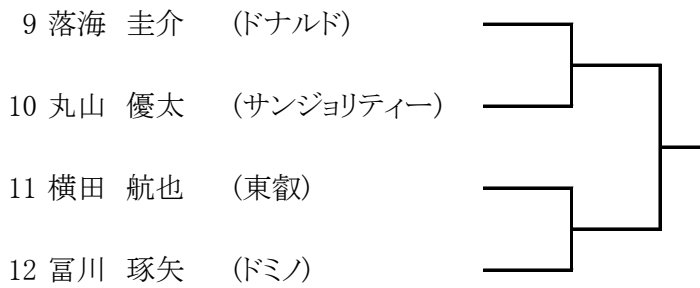 9 落海 圭介 (ドナルド)
10 丸山 優太 (サンジョリティー)
11 横田 航也 (東叡)
12 冨川 琢矢 (ドミノ)